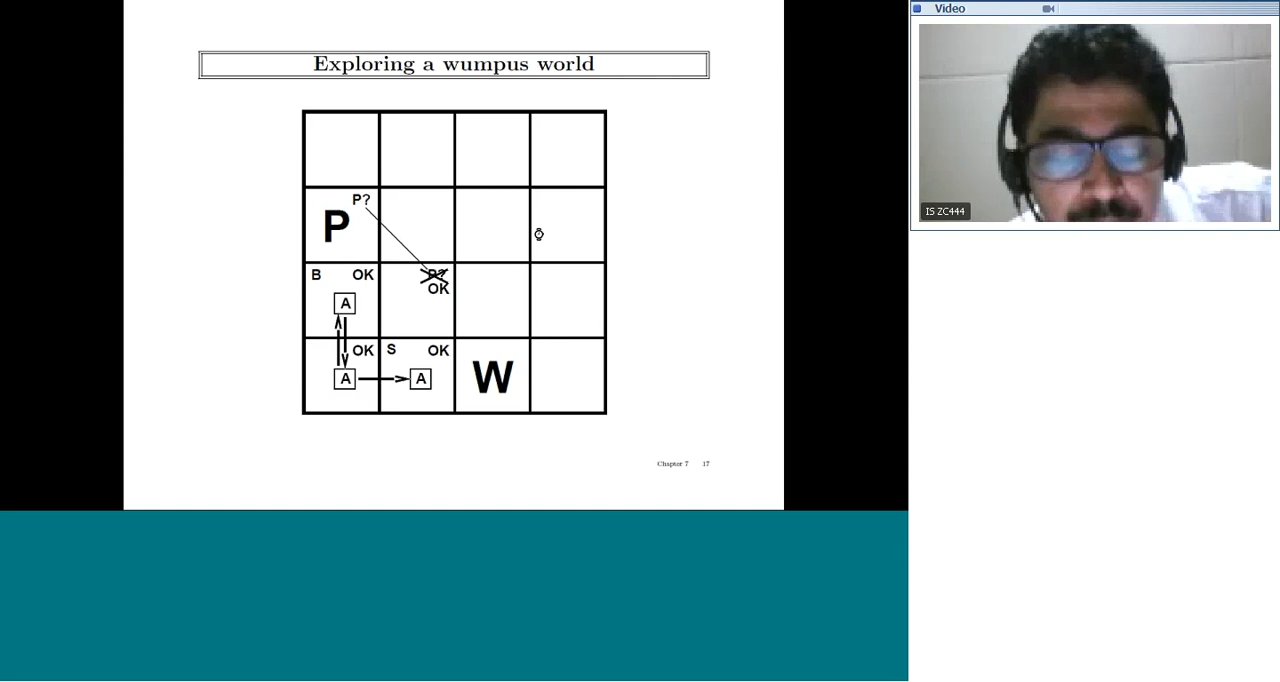 Exploring a wumpus world
P?
P
B OK
P?
OK
A
OK
S OK
A
A
W
Chapter 7 17
Video
IS ZC444